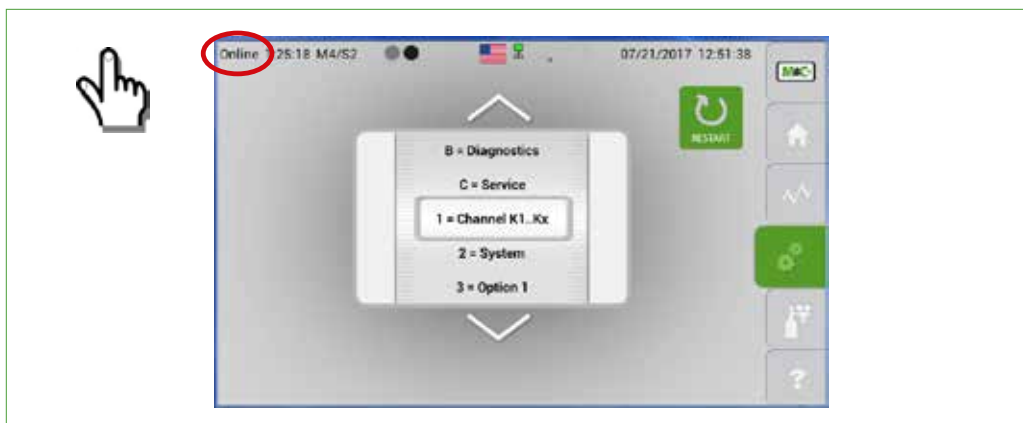 Online 1:25:18 M4/S2 07/21/2017 12:51:38
M&C
RESTART
B = Diagnostics
C = Service
1 = Channel K1..Kx
2 = System
3 = Option 1
?